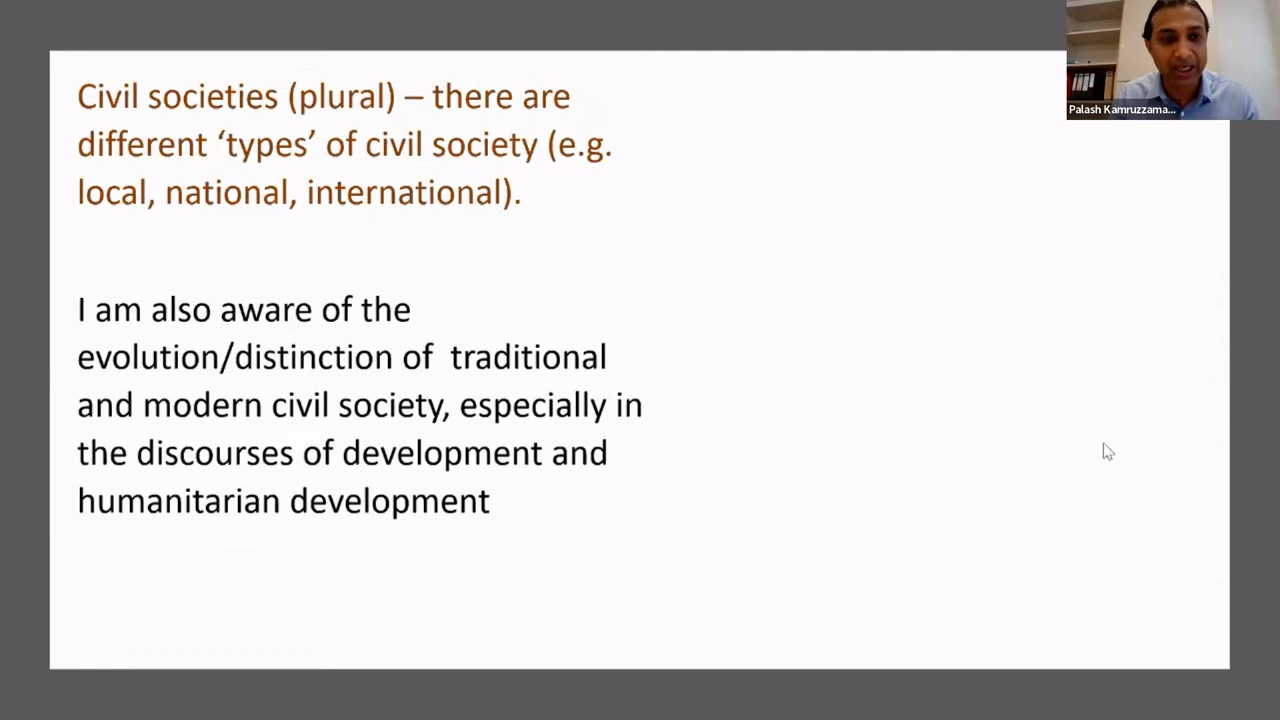 Civil societies (plural) – there are
different ‘types’ of civil society (e.g.
local, national, international).
I am also aware of the
evolution/distinction of  traditional
and modern civil society, especially in
the discourses of development and
humanitarian development
Palash Kamruzzama...